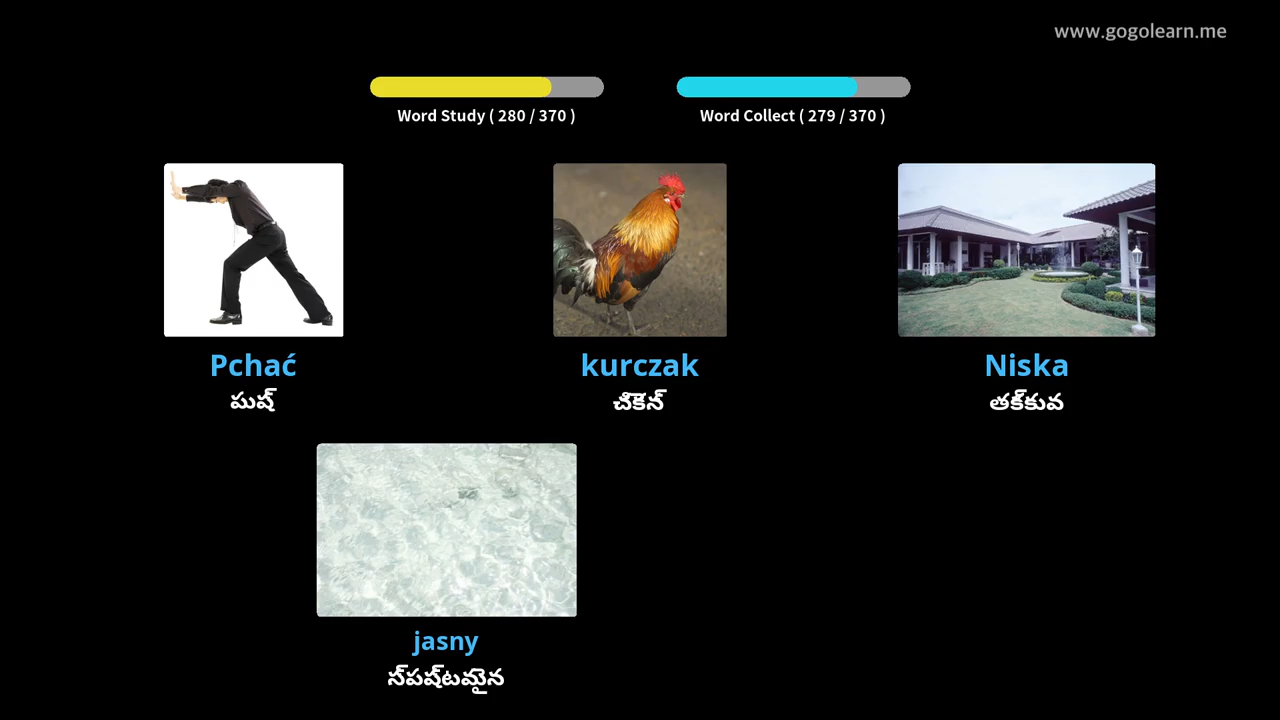 www.gogolearn.me
Word Study ( 280 / 370 )
Word Collect ( 279 / 370 )
Pchać
kurczak
Niska
పుష్
చికెన్
తక్కువ
jasny
స్పష్టమైన